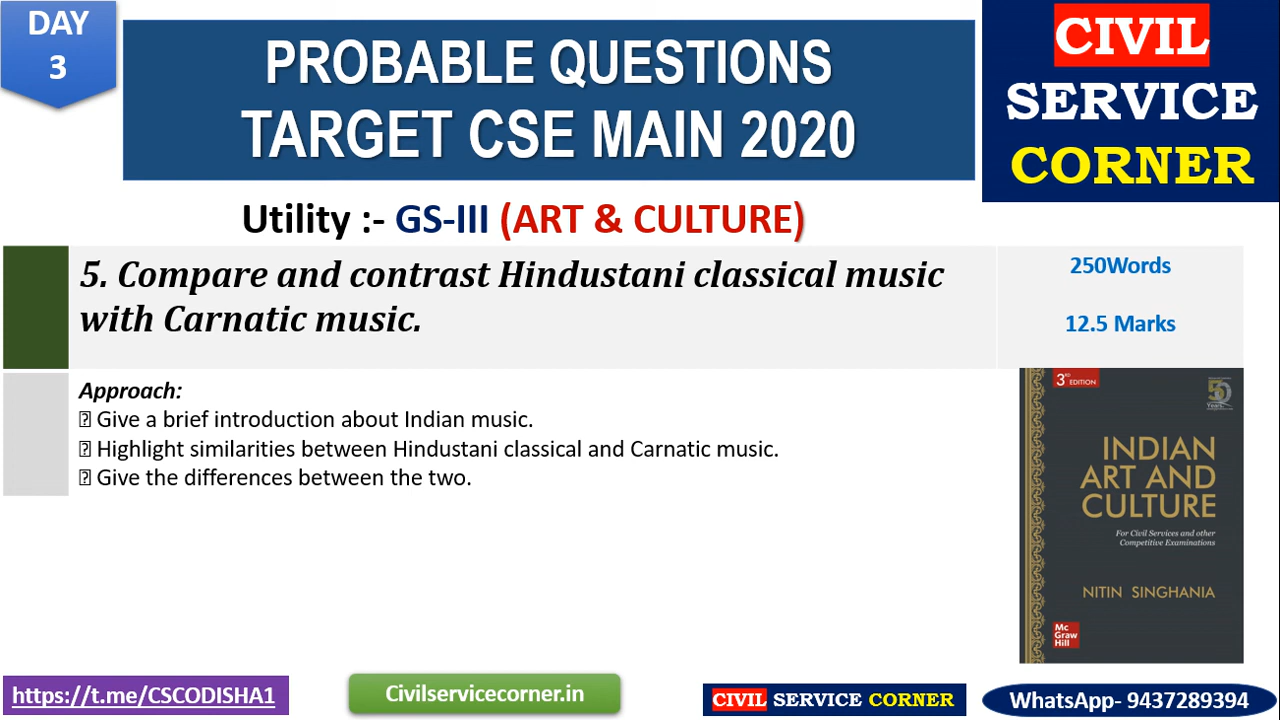 DAY
3
PROBABLE QUESTIONS
TARGET CSE MAIN 2020
CIVIL
SERVICE
CORNER
Utility :- GS-III (ART & CULTURE)
5. Compare and contrast Hindustani classical music
with Carnatic music.
250Words
12.5 Marks
Approach:
Give a brief introduction about Indian music.
Highlight similarities between Hindustani classical and Carnatic music.
Give the differences between the two.
3RD EDITION
50 Years
INDIAN
ART AND
CULTURE
For Civil Services and other
Competitive Examinations
NITIN SINGHANIA
Mc
Graw
Hill
https://t.me/CSCODISHA1
Civilservicecorner.in
CIVIL SERVICE CORNER
WhatsApp- 9437289394